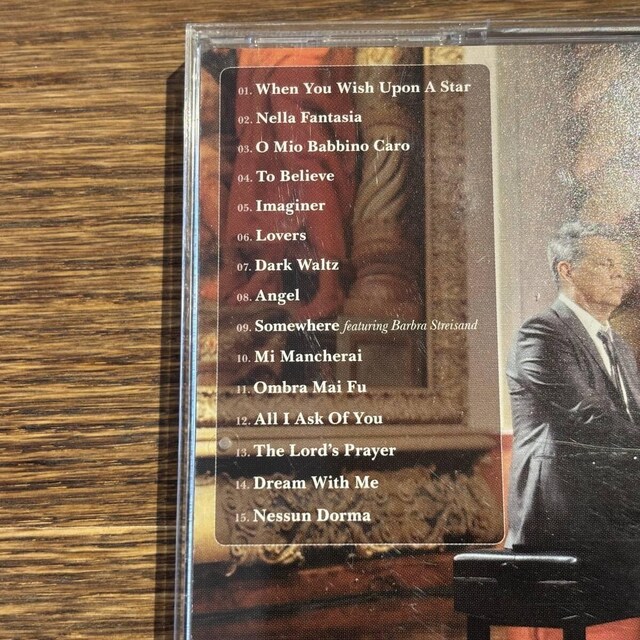 01. When You Wish Upon A Star
02. Nella Fantasia
03. O Mio Babbino Caro
04. To Believe
05. Imaginer
06. Lovers
07. Dark Waltz
08. Angel
09. Somewhere featuring Barbra Streisand
10. Mi Mancherai
11. Ombra Mai Fu
12. All I Ask Of You
13. The Lord's Prayer
14. Dream With Me
15. Nessun Dorma